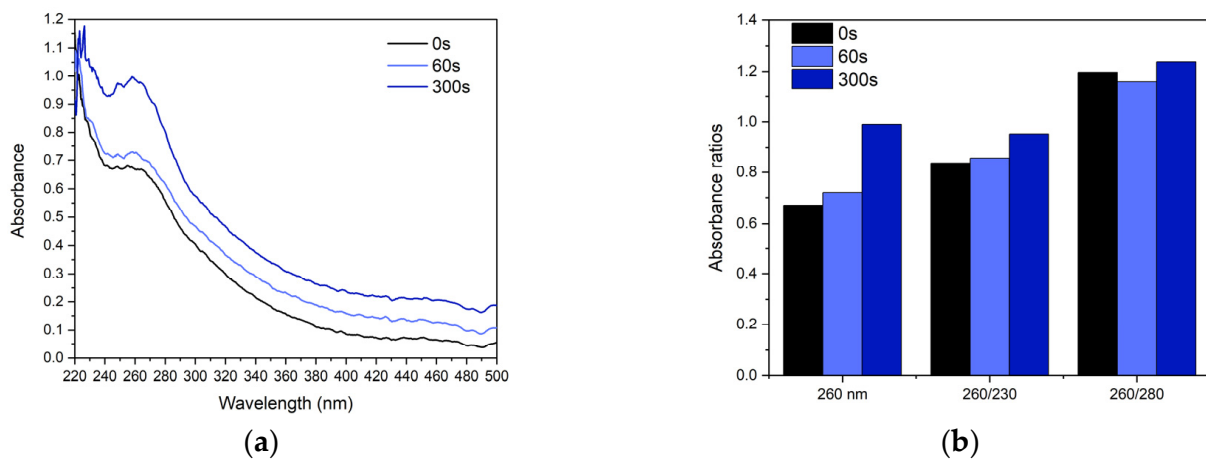 1.2
1.1
1.0
0.9
0.8
0.7
0.6
0.5
0.4
0.3
0.2
0.1
0.0
Absorbance
0s
60s
300s
220 240 260 280 300 320 340 360 380 400 420 440 460 480 500
Wavelength (nm)
(a)
1.4
1.2
1.0
0.8
0.6
0.4
0.2
0.0
Absorbance ratios
0s
60s
300s
260 nm 260/230 260/280
(b)